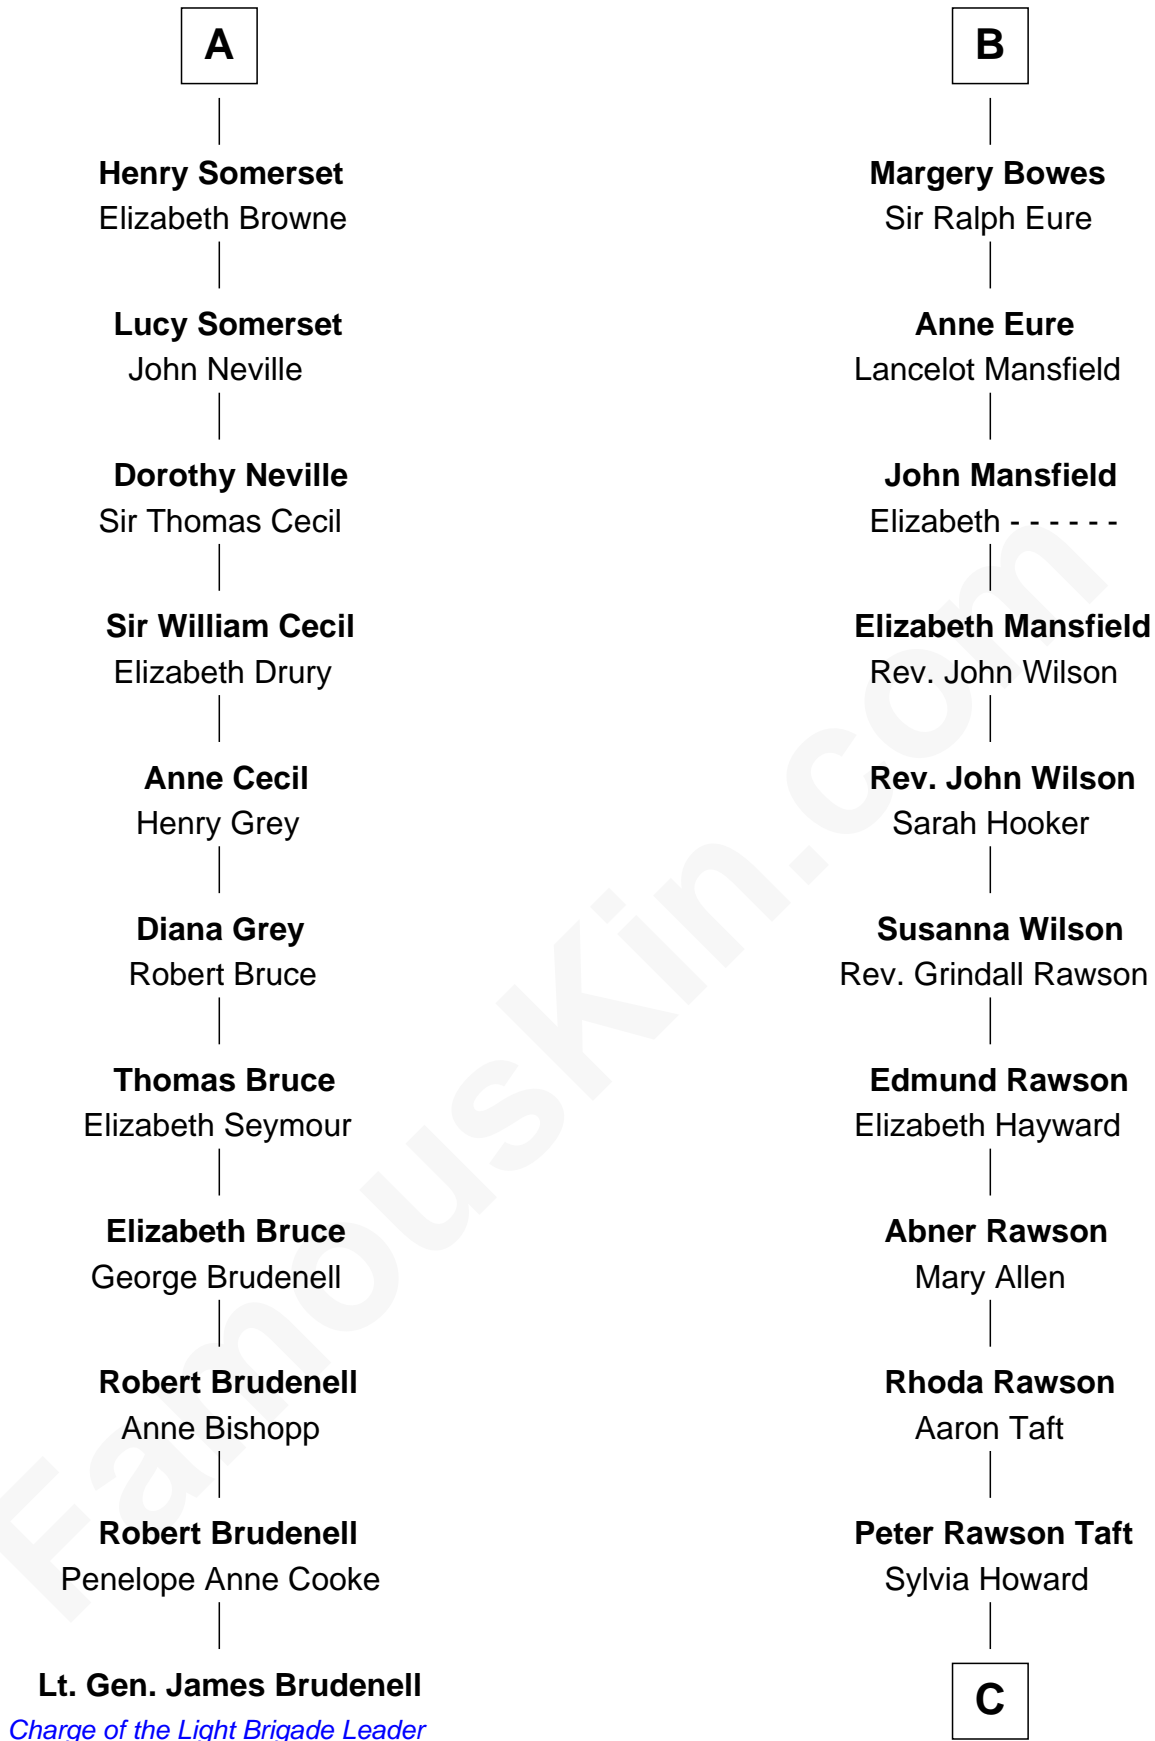 A
Henry Somerset
Elizabeth Browne
Lucy Somerset
John Neville
Dorothy Neville
Sir Thomas Cecil
Sir William Cecil
Elizabeth Drury
Anne Cecil
Henry Grey
Diana Grey
Robert Bruce
Thomas Bruce
Elizabeth Seymour
Elizabeth Bruce
George Brudenell
Robert Brudenell
Anne Bishopp
Robert Brudenell
Penelope Anne Cooke
Lt. Gen. James Brudenell
Charge of the Light Brigade Leader
B
Margery Bowes
Sir Ralph Eure
Anne Eure
Lancelot Mansfield
John Mansfield
Elizabeth - - - - - -
Elizabeth Mansfield
Rev. John Wilson
Rev. John Wilson
Sarah Hooker
Susanna Wilson
Rev. Grindall Rawson
Edmund Rawson
Elizabeth Hayward
Abner Rawson
Mary Allen
Rhoda Rawson
Aaron Taft
Peter Rawson Taft
Sylvia Howard
C
FamousKin.com